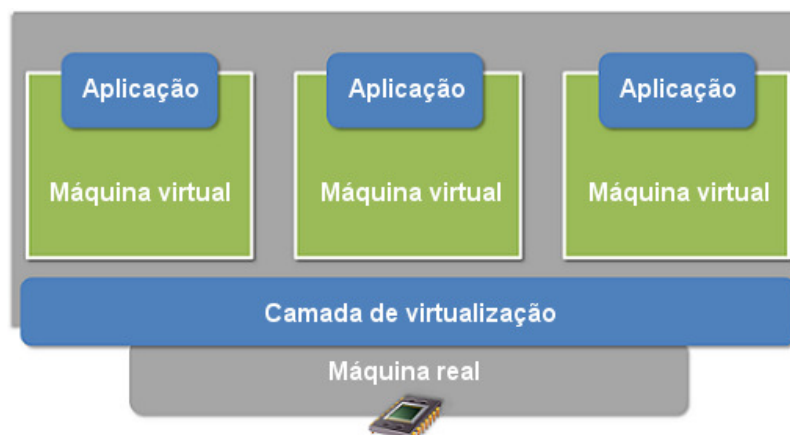 Aplicação
Aplicação
Aplicação
Máquina virtual
Máquina virtual
Máquina virtual
Camada de virtualização
Máquina real